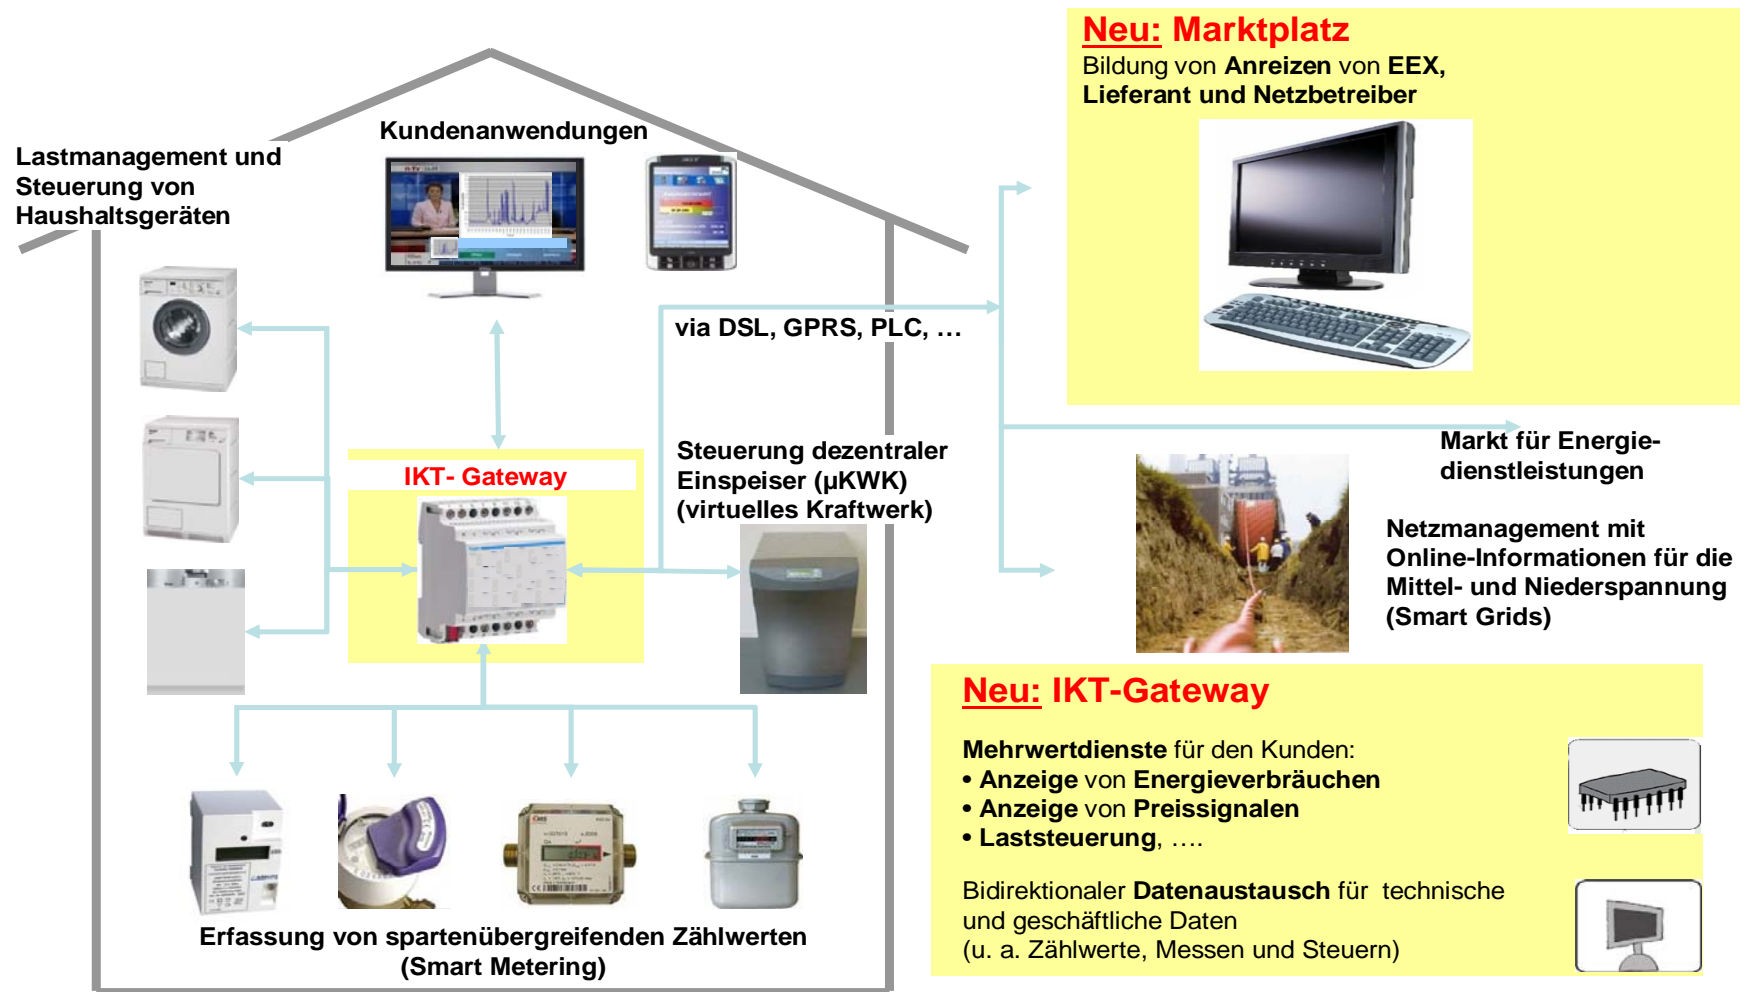 Neu: Marktplatz
Bildung von Anreizen von EEX,
Lieferant und Netzbetreiber
Kundenanwendungen
Lastmanagement und
Steuerung von
Haushaltsgeräten
via DSL, GPRS, PLC, …
Steuerung dezentraler
Einspeiser (µKWK)
(virtuelles Kraftwerk)
IKT- Gateway
Markt für Energie-
dienstleistungen
Netzmanagement mit
Online-Informationen für die
Mittel- und Niederspannung
(Smart Grids)
Neu: IKT-Gateway
Mehrwertdienste für den Kunden:
• Anzeige von Energieverbräuchen
• Anzeige von Preissignalen
• Laststeuerung, ….
Bidirektionaler Datenaustausch für technische
und geschäftliche Daten
(u. a. Zählwerte, Messen und Steuern)
Erfassung von spartenübergreifenden Zählwerten
(Smart Metering)